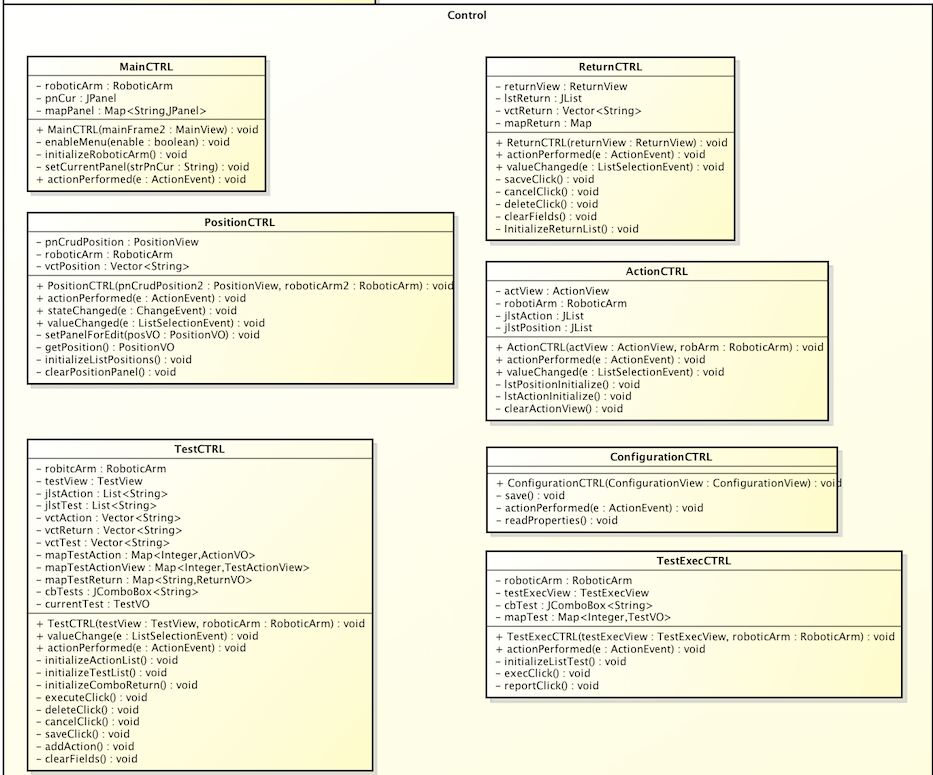 Control
MainCTRL
- roboticArm : RoboticArm
- pnCur : JPanel
- mapPanel : Map<String,JPanel>
+ MainCTRL(mainFrame2 : MainView) : void
- enableMenu(enable : boolean) : void
- initializeRoboticArm() : void
- setCurrentPanel(strPnCur : String) : void
+ actionPerformed(e : ActionEvent) : void
PositionCTRL
- pnCrudPosition : PositionView
- roboticArm : RoboticArm
- vctPosition : Vector<String>
+ PositionCTRL(pnCrudPosition2 : PositionView, roboticArm2 : RoboticArm) : void
+ actionPerformed(e : ActionEvent) : void
+ stateChanged(e : ChangeEvent) : void
+ valueChanged(e : ListSelectionEvent) : void
- setPanelForEdit(posVO : PositionVO) : void
- getPosition() : PositionVO
- initializeListPositions() : void
- clearPositionPanel() : void
TestCTRL
- robitcArm : RoboticArm
- testView : TestView
- jlstAction : List<String>
- jlstTest : List<String>
- vctAction : Vector<String>
- vctReturn : Vector<String>
- vctTest : Vector<String>
- mapTestAction : Map<Integer,ActionVO>
- mapTestActionView : Map<Integer,TestActionView>
- mapTestReturn : Map<String,ReturnVO>
- cbTests : JComboBox<String>
- currentTest : TestVO
+ TestCTRL(testView : TestView, roboticArm : RoboticArm) : void
+ valueChange(e : ListSelectionEvent) : void
+ actionPerformed(e : ActionEvent) : void
- initializeActionList() : void
- initializeTestList() : void
- initializeComboReturn() : void
- executeClick() : void
- deleteClick() : void
- cancelClick() : void
- saveClick() : void
- addAction() : void
- clearFields() : void
ReturnCTRL
- returnView : ReturnView
- lstReturn : JList
- vctReturn : Vector<String>
- mapReturn : Map
+ ReturnCTRL(returnView : ReturnView) : void
+ actionPerformed(e : ActionEvent) : void
+ valueChanged(e : ListSelectionEvent) : void
- sacveClick() : void
- cancelClick() : void
- deleteClick() : void
- clearFields() : void
- InitializeReturnList() : void
ActionCTRL
- actView : ActionView
- robotiArm : RoboticArm
- jlstAction : JList
- jlstPosition : JList
+ ActionCTRL(actView : ActionView, robArm : RoboticArm) : void
+ actionPerformed(e : ActionEvent) : void
+ valueChanged(e : ListSelectionEvent) : void
- lstPositionInitialize() : void
- lstActionInitialize() : void
- clearActionView() : void
ConfigurationCTRL
+ ConfigurationCTRL(ConfigurationView : ConfigurationView) : void
- save() : void
- actionPerformed(e : ActionEvent) : void
- readProperties() : void
TestExecCTRL
- roboticArm : RoboticArm
- testExecView : TestExecView
- cbTest : JComboBox<String>
- mapTest : Map<Integer,TestVO>
+ TestExecCTRL(testExecView : TestExecView, roboticArm : RoboticArm) : void
+ actionPerformed(e : ActionEvent) : void
- initializeListTest() : void
- execClick() : void
- reportClick() : void